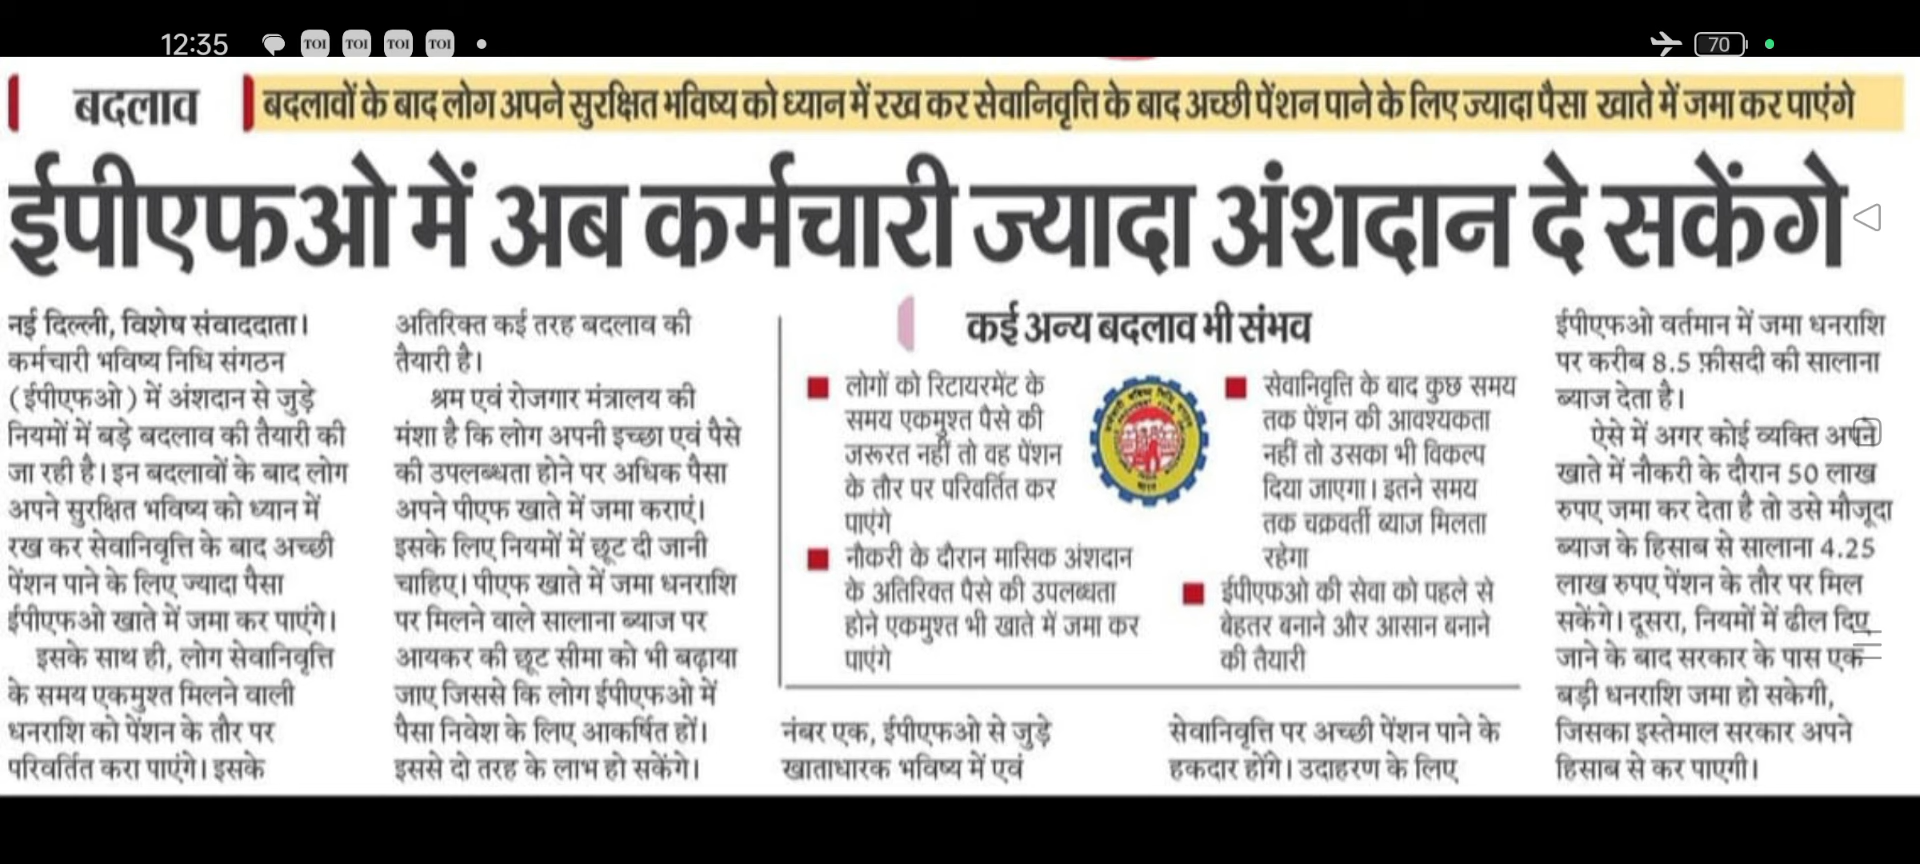 12:35
TOI TOI TOI TOI
70
बदलाव
बदलावों के बाद लोग अपने सुरक्षित भविष्य को ध्यान में रख कर सेवानिवृत्ति के बाद अच्छी पेंशन पाने के लिए ज्यादा पैसा खाते में जमा कर पाएंगे
ईपीएफओ में अब कर्मचारी ज्यादा अंशदान दे सकेंगे
नई दिल्ली, विशेष संवाददाता।
कर्मचारी भविष्य निधि संगठन
(ईपीएफओ) में अंशदान से जुड़े
नियमों में बड़े बदलाव की तैयारी की
जा रही है। इन बदलावों के बाद लोग
अपने सुरक्षित भविष्य को ध्यान में
रख कर सेवानिवृत्ति के बाद अच्छी
पेंशन पाने के लिए ज्यादा पैसा
ईपीएफओ खाते में जमा कर पाएंगे।
इसके साथ ही, लोग सेवानिवृत्ति
के समय एकमुश्त मिलने वाली
धनराशि को पेंशन के तौर पर
परिवर्तित करा पाएंगे। इसके
अतिरिक्त कई तरह बदलाव की
तैयारी है।
श्रम एवं रोजगार मंत्रालय की
मंशा है कि लोग अपनी इच्छा एवं पैसे
की उपलब्धता होने पर अधिक पैसा
अपने पीएफ खाते में जमा कराएं।
इसके लिए नियमों में छूट दी जानी
चाहिए। पीएफ खाते में जमा धनराशि
पर मिलने वाले सालाना ब्याज पर
आयकर की छूट सीमा को भी बढ़ाया
जाए जिससे कि लोग ईपीएफओ में
पैसा निवेश के लिए आकर्षित हों।
इससे दो तरह के लाभ हो सकेंगे।
कई अन्य बदलाव भी संभव
लोगों को रिटायरमेंट के
समय एकमुश्त पैसे की
जरूरत नहीं तो वह पेंशन
के तौर पर परिवर्तित कर
पाएंगे
नौकरी के दौरान मासिक अंशदान
के अतिरिक्त पैसे की उपलब्धता
होने एकमुश्त भी खाते में जमा कर
पाएंगे
सेवानिवृत्ति के बाद कुछ समय
तक पेंशन की आवश्यकता
नहीं तो उसका भी विकल्प
दिया जाएगा। इतने समय
तक चक्रवर्ती ब्याज मिलता
रहेगा
ईपीएफओ की सेवा को पहले से
बेहतर बनाने और आसान बनाने
की तैयारी
नंबर एक, ईपीएफओ से जुड़े
खाताधारक भविष्य में एवं
सेवानिवृत्ति पर अच्छी पेंशन पाने के
हकदार होंगे। उदाहरण के लिए
ईपीएफओ वर्तमान में जमा धनराशि
पर करीब 8.5 फ़ीसदी की सालाना
ब्याज देता है।
ऐसे में अगर कोई व्यक्ति अपने
खाते में नौकरी के दौरान 50 लाख
रुपए जमा कर देता है तो उसे मौजूदा
ब्याज के हिसाब से सालाना 4.25
लाख रुपए पेंशन के तौर पर मिल
सकेंगे। दूसरा, नियमों में ढील दिए
जाने के बाद सरकार के पास एक
बड़ी धनराशि जमा हो सकेगी,
जिसका इस्तेमाल सरकार अपने
हिसाब से कर पाएगी।